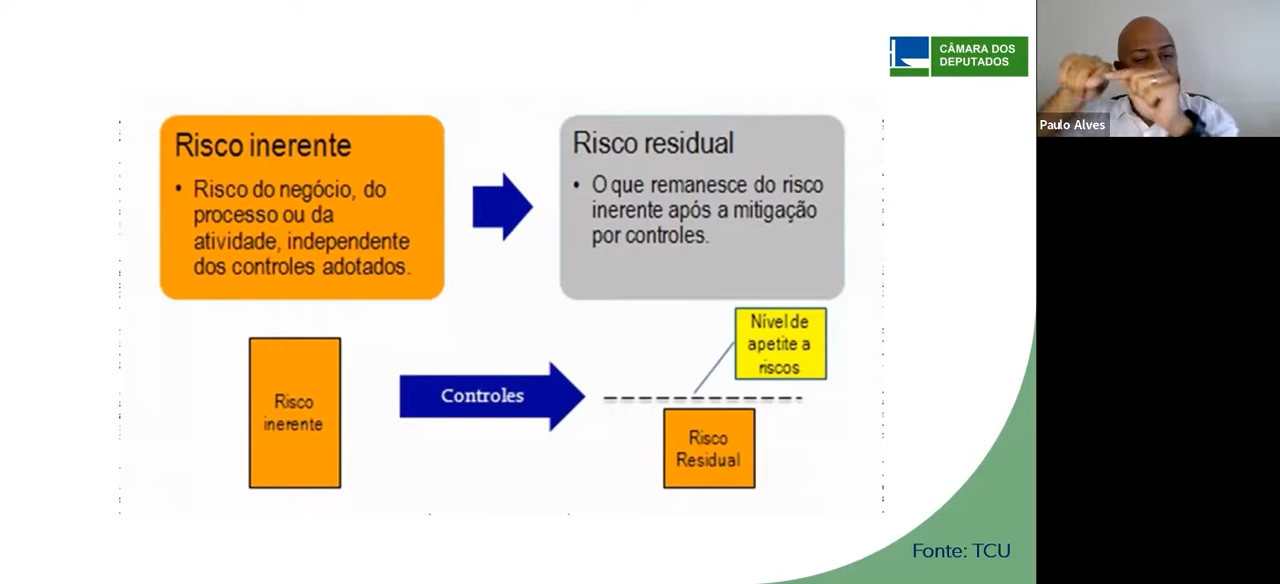 CÂMARA DOS
DEPUTADOS
Paulo Alves
Risco inerente
• Risco do negócio, do
processo ou da
atividade, independente
dos controles adotados.
Risco residual
• O que remanesce do risco
inerente após a mitigação
por controles.
Nível de
apetite a
riscos
Risco
inerente
Controles
Risco
Residual
Fonte: TCU